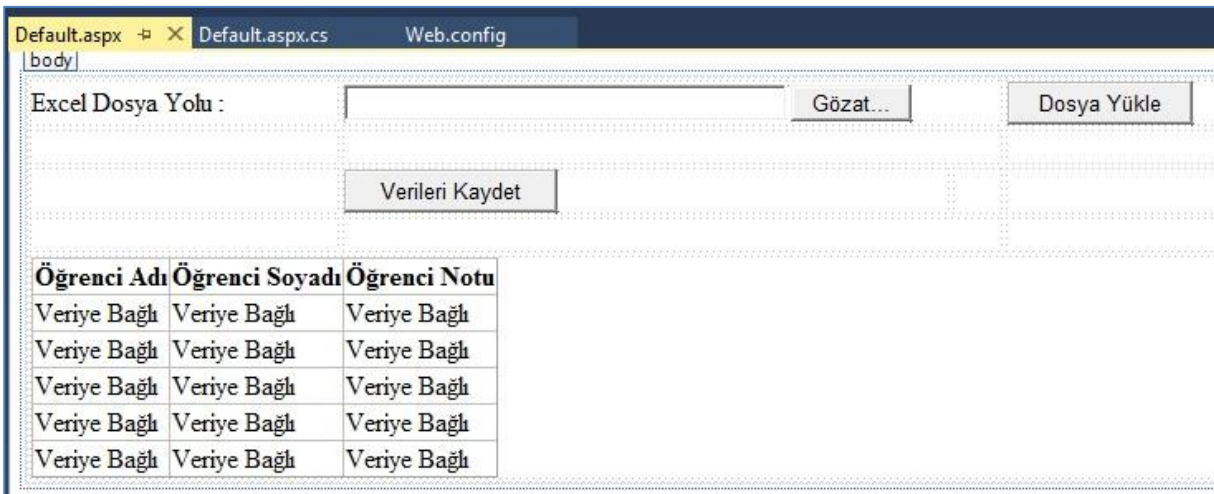 Default.aspx Default.aspx.cs Web.config
body
Excel Dosya Yolu : Gözat... Dosya Yükle
Verileri Kaydet
Öğrenci Adı Öğrenci Soyadı Öğrenci Notu
Veriye Bağlı Veriye Bağlı Veriye Bağlı
Veriye Bağlı Veriye Bağlı Veriye Bağlı
Veriye Bağlı Veriye Bağlı Veriye Bağlı
Veriye Bağlı Veriye Bağlı Veriye Bağlı
Veriye Bağlı Veriye Bağlı Veriye Bağlı